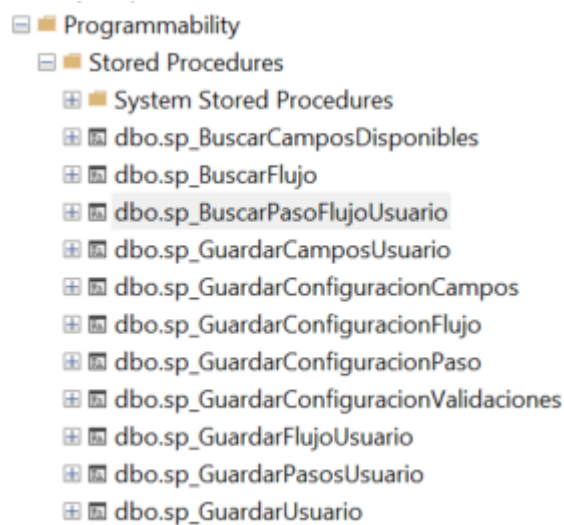 Programmability
Stored Procedures
System Stored Procedures
dbo.sp_BuscarCamposDisponibles
dbo.sp_BuscarFlujo
dbo.sp_BuscarPasoFlujoUsuario
dbo.sp_GuardarCamposUsuario
dbo.sp_GuardarConfiguracionCampos
dbo.sp_GuardarConfiguracionFlujo
dbo.sp_GuardarConfiguracionPaso
dbo.sp_GuardarConfiguracionValidaciones
dbo.sp_GuardarFlujoUsuario
dbo.sp_GuardarPasosUsuario
dbo.sp_GuardarUsuario